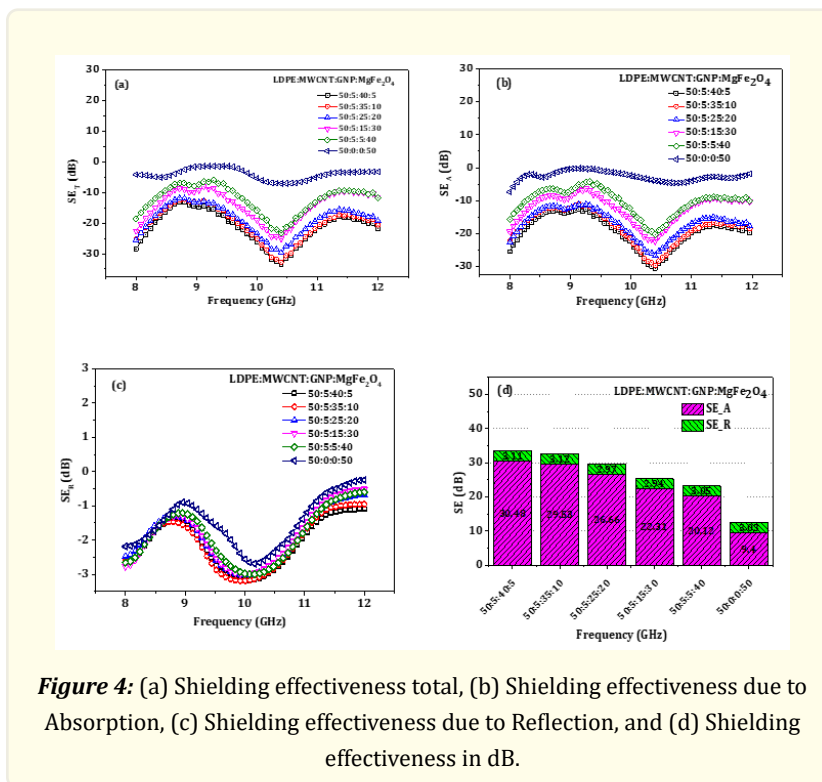 30
20
10
0
-10
-20
-30
SE_T (dB)
(a)
LDPE:MWCNT:GNP:MgFe₂O₄
50:5:40:5
50:5:35:10
50:5:25:20
50:5:15:30
50:5:5:40
50:0:0:50
8 9 10 11 12
Frequency (GHz)
30
20
10
0
-10
-20
-30
SE_A (dB)
(b)
LDPE:MWCNT:GNP:MgFe₂O₄
50:5:40:5
50:5:35:10
50:5:25:20
50:5:15:30
50:5:5:40
50:0:0:50
8 9 10 11 12
Frequency (GHz)
3
2
1
0
-1
-2
-3
SE_R (dB)
(c)
LDPE:MWCNT:GNP:MgFe₂O₄
50:5:40:5
50:5:35:10
50:5:25:20
50:5:15:30
50:5:5:40
50:0:0:50
8 9 10 11 12
Frequency (GHz)
50
40
30
20
10
0
SE (dB)
(d)
LDPE:MWCNT:GNP:MgFe₂O₄
SE_A
SE_R
2.97
2.94
30.48
29.58
26.66
22.31
20.12
9.4
50:5:40:5
50:5:35:10
50:5:25:20
50:5:15:30
50:5:5:40
50:0:0:50
Frequency (GHz)
Figure 4: (a) Shielding effectiveness total, (b) Shielding effectiveness due to
Absorption, (c) Shielding effectiveness due to Reflection, and (d) Shielding
effectiveness in dB.